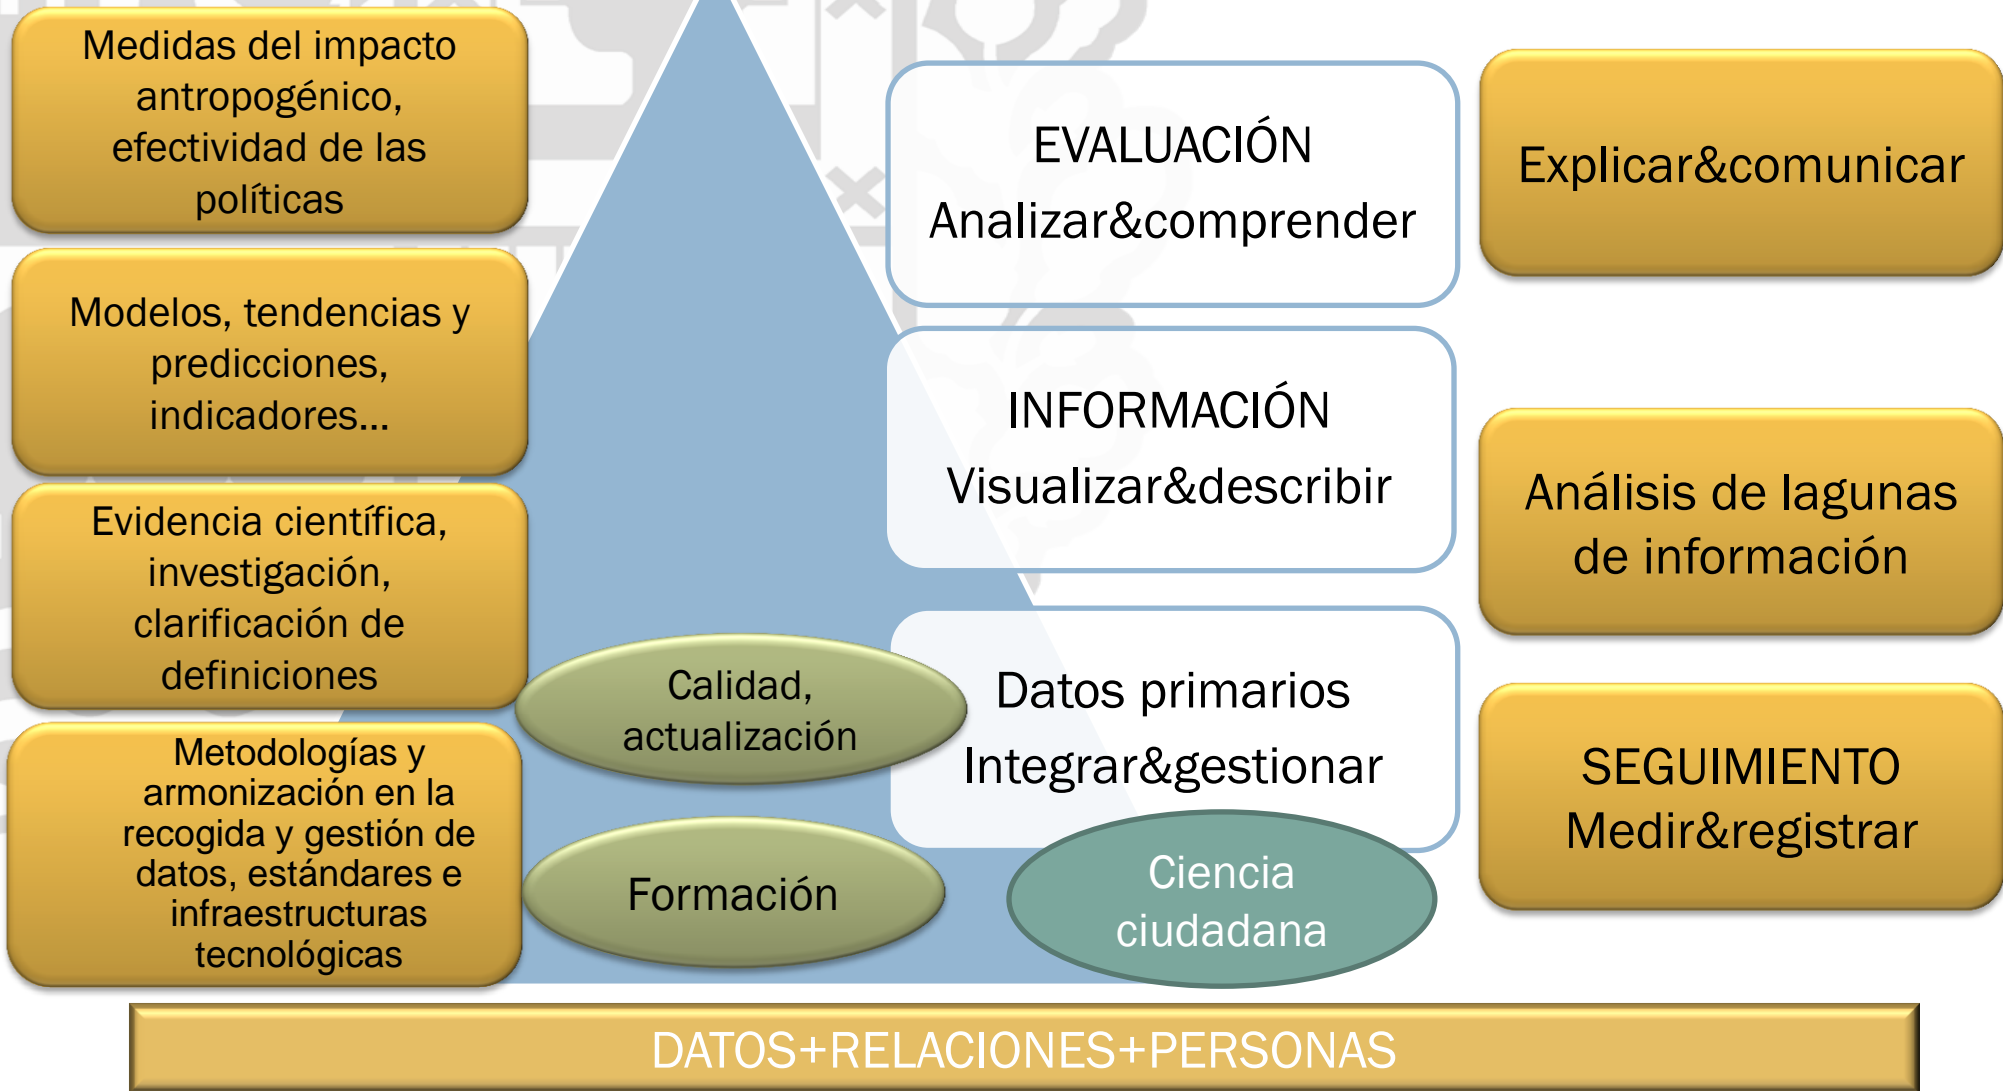 Medidas del impacto
antropogénico,
efectividad de las
políticas
Modelos, tendencias y
predicciones,
indicadores...
Evidencia científica,
investigación,
clarificación de
definiciones
Metodologías y
armonización en la
recogida y gestión de
datos, estándares e
infraestructuras
tecnológicas
Calidad,
actualización
Formación
EVALUACIÓN
Analizar&comprender
INFORMACIÓN
Visualizar&describir
Datos primarios
Integrar&gestionar
Ciencia
ciudadana
Explicar&comunicar
Análisis de lagunas
de información
SEGUIMIENTO
Medir&registrar
DATOS+RELACIONES+PERSONAS